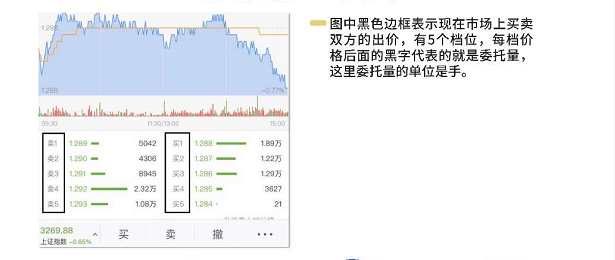 1.293
图中黑色边框表示现在市场上买卖
双方的出价，有5个档位，每档价
格后面的黑字代表的就是委托量，
这里委托量的单位是手。
1.288
-0.77%
09:30 11:30/13:00 15:00
卖1 1.289 5042 买1 1.288 1.89万
卖2 1.290 4306 买2 1.287 1.22万
卖3 1.291 8945 买3 1.286 1.29万
卖4 1.292 2.32万 买4 1.285 3627
卖5 1.293 1.08万 买5 1.284 21
3269.88
上证指数 -0.65%
买 卖 撤 •••